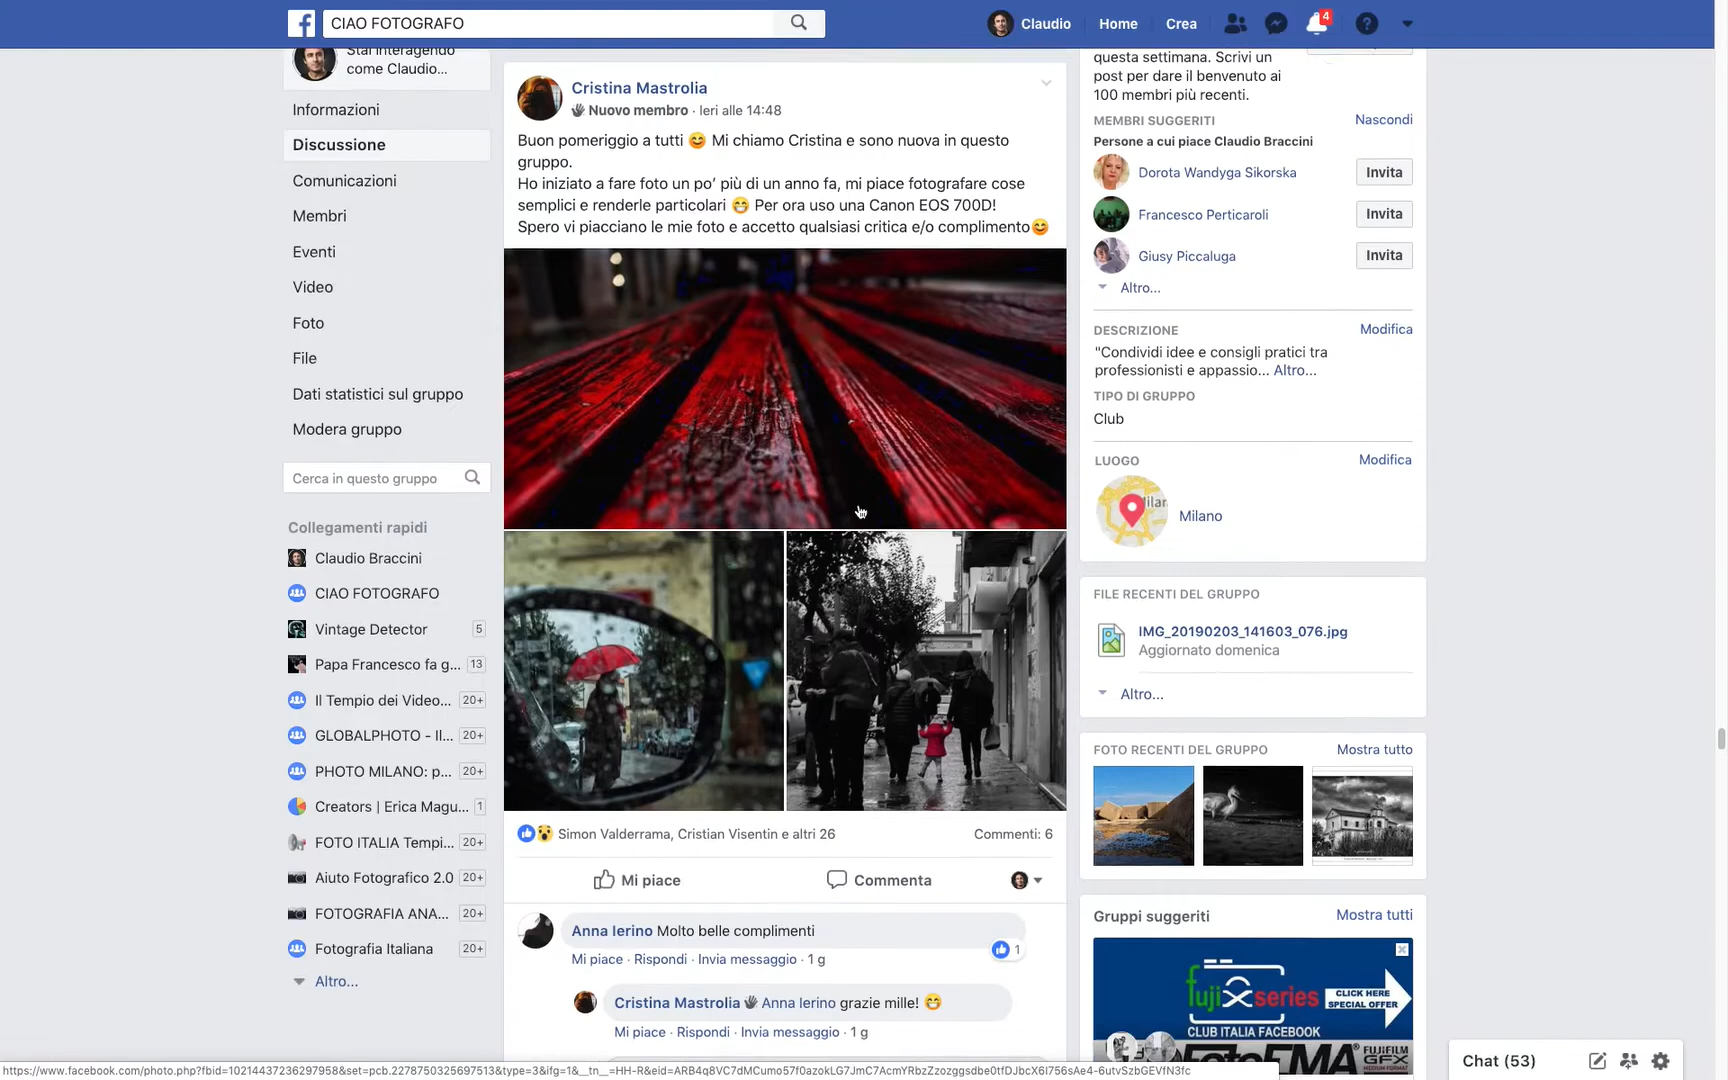 CIAO FOTOGRAFO
Claudio
Home
Crea
4
Stai interagendo
come Claudio...
Informazioni
Discussione
Comunicazioni
Membri
Eventi
Video
Foto
File
Dati statistici sul gruppo
Modera gruppo
Cerca in questo gruppo
Collegamenti rapidi
Claudio Braccini
CIAO FOTOGRAFO
Vintage Detector 5
Papa Francesco fa g... 13
Il Tempio dei Video... 20+
GLOBALPHOTO - Il... 20+
PHOTO MILANO: p... 20+
Creators | Erica Magu... 1
FOTO ITALIA Tempi... 20+
Aiuto Fotografico 2.0 20+
FOTOGRAFIA ANA... 20+
Fotografia Italiana 20+
Altro...
Cristina Mastrolia
👋 Nuovo membro · Ieri alle 14:48
Buon pomeriggio a tutti 😊 Mi chiamo Cristina e sono nuova in questo
gruppo.
Ho iniziato a fare foto un po' più di un anno fa, mi piace fotografare cose
semplici e renderle particolari 😁 Per ora uso una Canon EOS 700D!
Spero vi piacciano le mie foto e accetto qualsiasi critica e/o complimento😊
Simon Valderrama, Cristian Visentin e altri 26
Commenti: 6
Mi piace
Commenta
Anna Ierino Molto belle complimenti
1
Mi piace · Rispondi · Invia messaggio · 1 g
Cristina Mastrolia 👋 Anna Ierino grazie mille! 😁
Mi piace · Rispondi · Invia messaggio · 1 g
questa settimana. Scrivi un
post per dare il benvenuto ai
100 membri più recenti.
MEMBRI SUGGERITI
Nascondi
Persone a cui piace Claudio Braccini
Dorota Wandyga Sikorska
Invita
Francesco Perticaroli
Invita
Giusy Piccaluga
Invita
Altro...
DESCRIZIONE
Modifica
"Condividi idee e consigli pratici tra
professionisti e appassio... Altro...
TIPO DI GRUPPO
Club
LUOGO
Modifica
Milano
FILE RECENTI DEL GRUPPO
IMG_20190203_141603_076.jpg
Aggiornato domenica
Altro...
FOTO RECENTI DEL GRUPPO
Mostra tutto
Gruppi suggeriti
Mostra tutti
fuji X series
CLICK HERE
SPECIAL OFFER
CLUB ITALIA FACEBOOK
FUJIFILM
GFX
Chat (53)